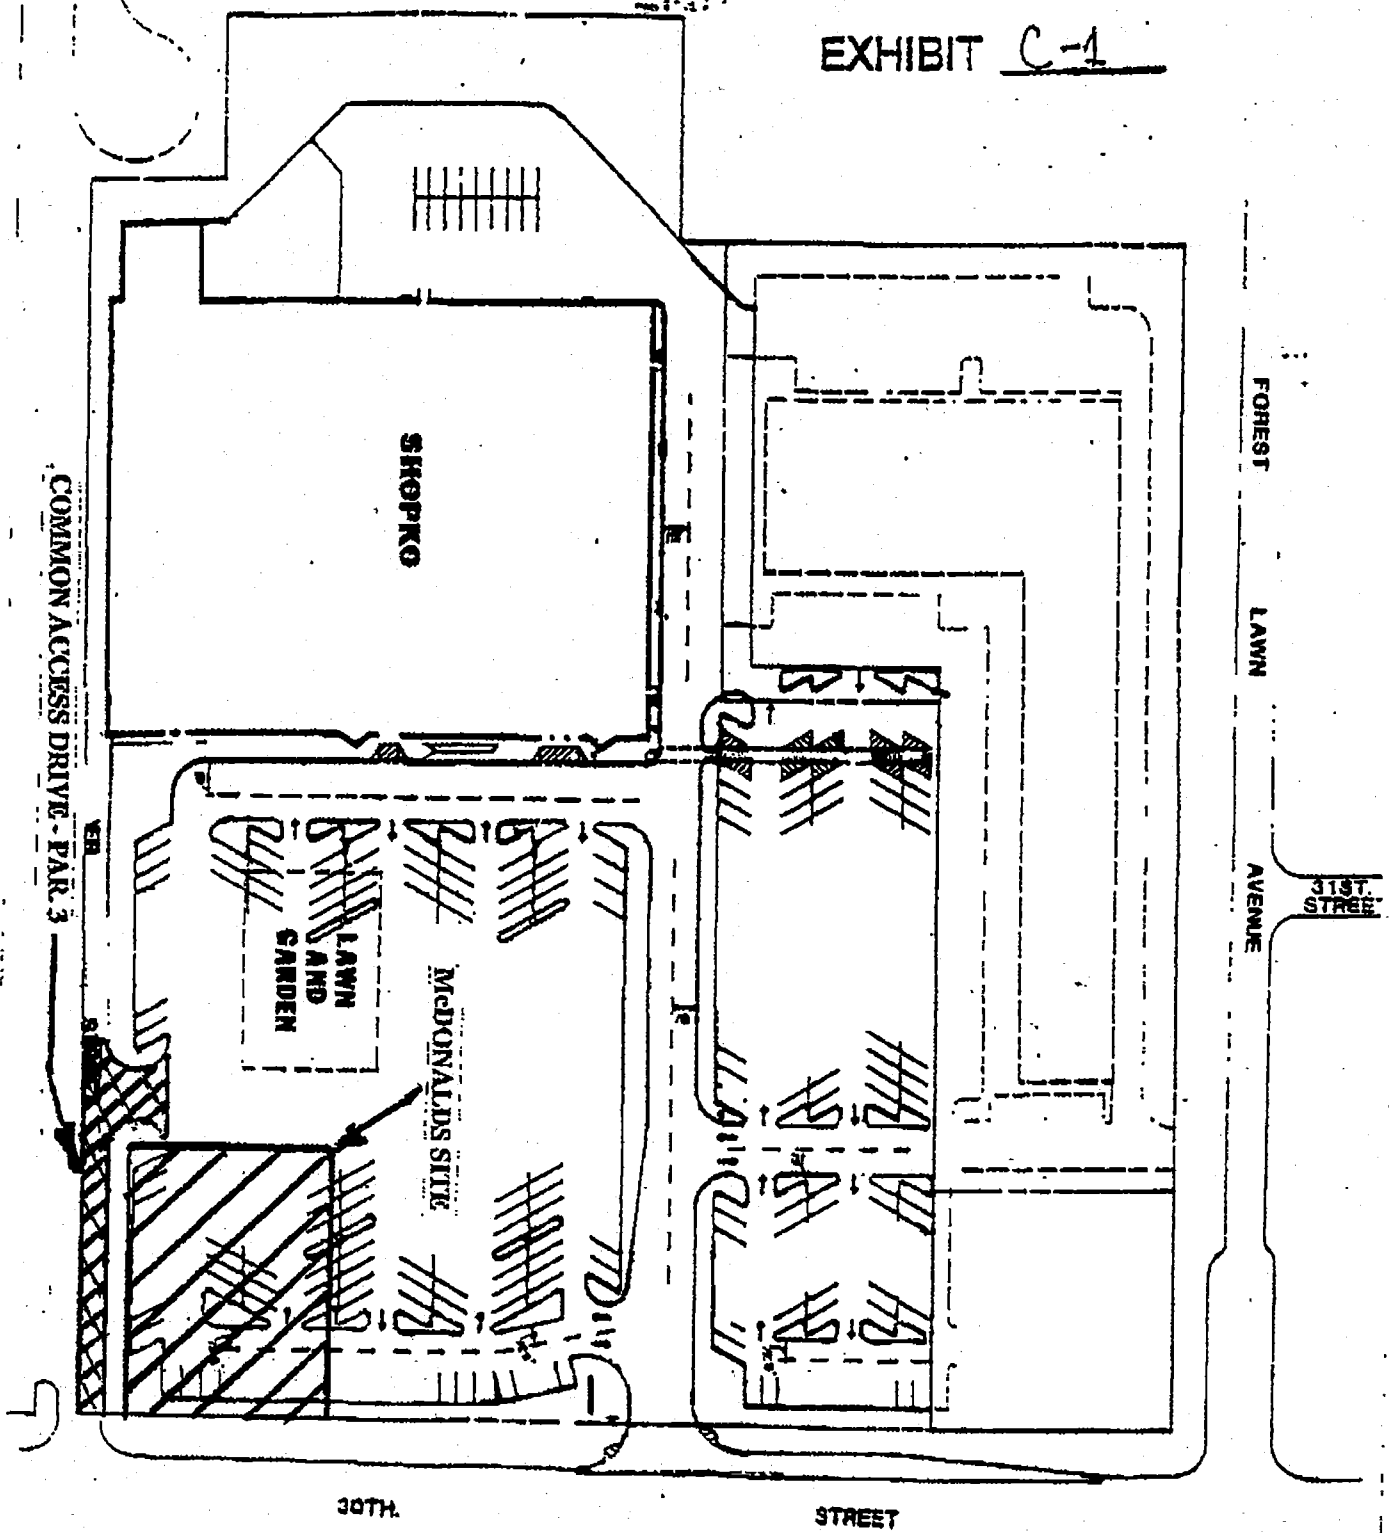 EXHIBIT C-1
FOREST
LAWN
AVENUE
31ST.
STREET
SHOPKO
COMMON ACCESS DRIVE - PAR. 3
LAWN
AND
GARDEN
McDONALDS SITE
30TH.
STREET